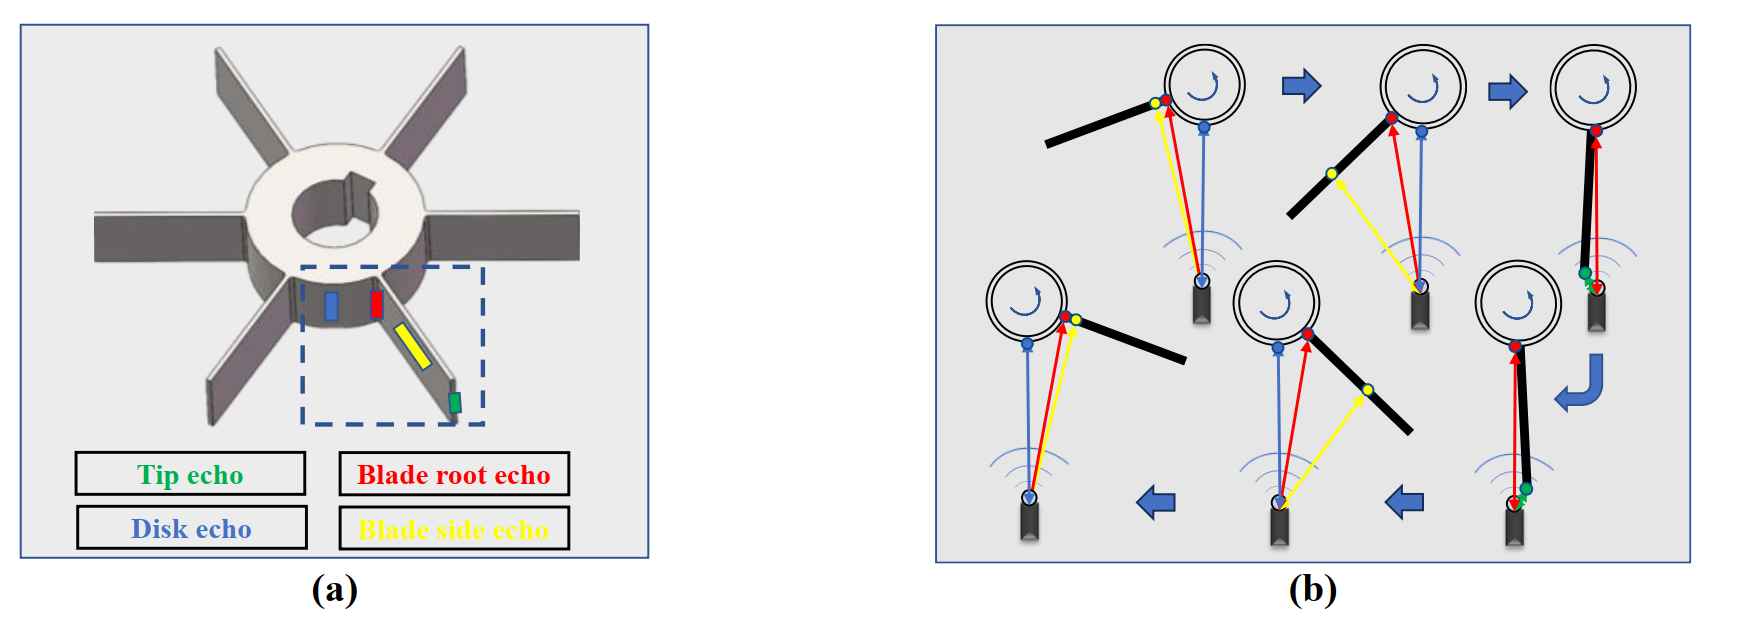 Tip echo
Blade root echo
Disk echo
Blade side echo
(a)
(b)